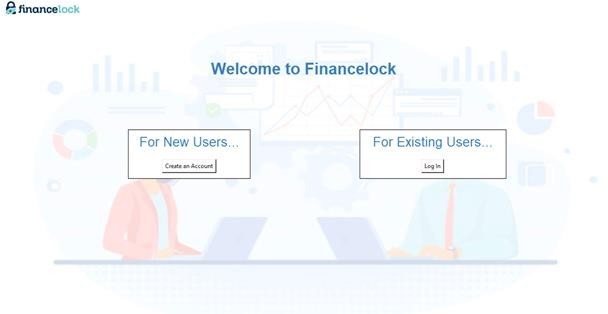 financelock
Welcome to Financelock
For New Users...
Create an Account
For Existing Users...
Log In